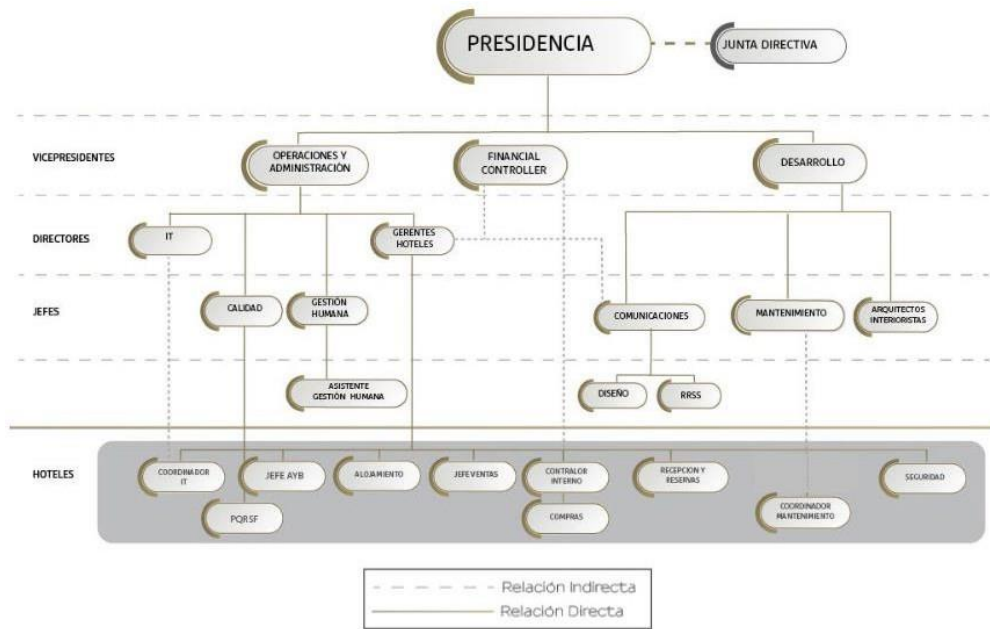 PRESIDENCIA
JUNTA DIRECTIVA
VICEPRESIDENTES
OPERACIONES Y
ADMINISTRACIÓN
FINANCIAL
CONTROLLER
DESARROLLO
DIRECTORES
IT
GERENTES
HOTELES
JEFES
CALIDAD
GESTIÓN
HUMANA
COMUNICACIONES
MANTENIMIENTO
ARQUITECTOS
INTERIORISTAS
ASISTENTE
GESTIÓN HUMANA
DISEÑO
RRSS
HOTELES
COORDINADOR
IT
JEFE AYB
ALOJAMIENTO
JEFE VENTAS
CONTRALOR
INTERNO
RECEPCION Y
RESERVAS
SEGURIDAD
PQRSF
COMPRAS
COORDINADOR
MANTENIMIENTO
Relación Indirecta
Relación Directa